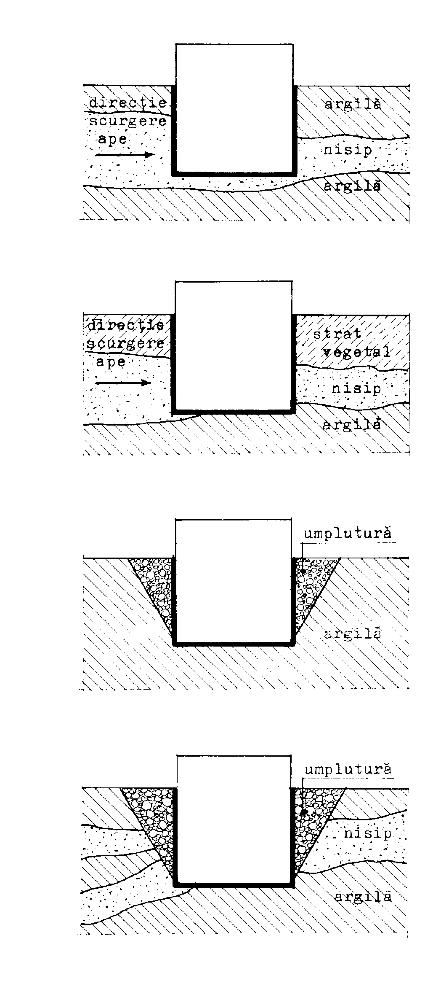 direcție
scurgere
ape
argilă
nisip
argilă
direcție
scurgere
ape
strat
vegetal
nisip
argilă
umplutură
argilă
umplutură
nisip
argilă